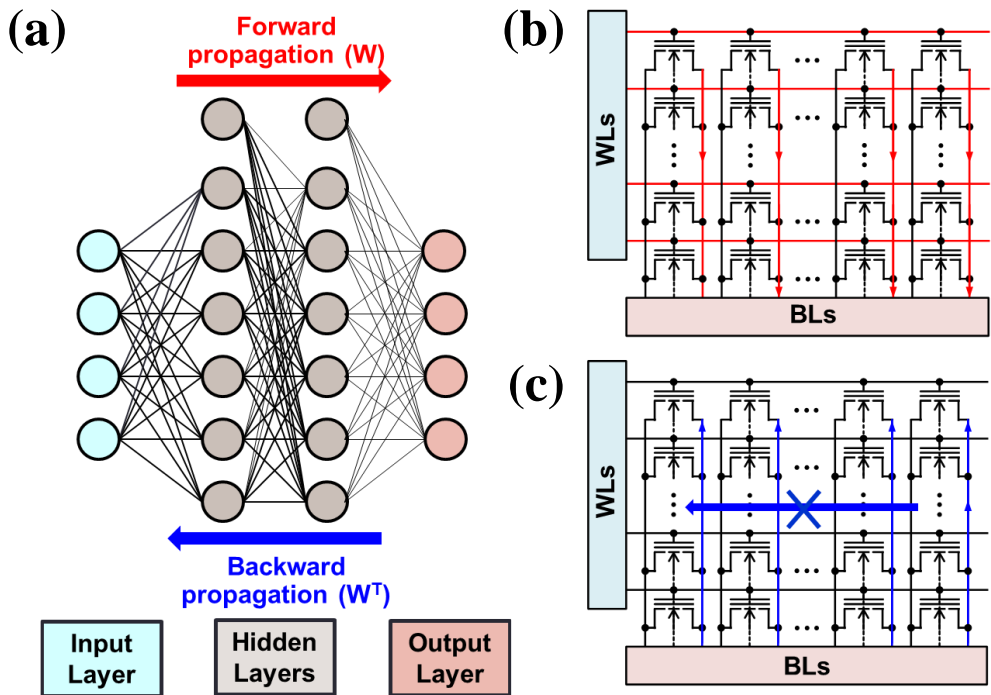 (a)
Forward
propagation (W)
Backward
propagation (Wᵀ)
Input
Layer
Hidden
Layers
Output
Layer
(b)
WLs
BLs
(c)
WLs
BLs